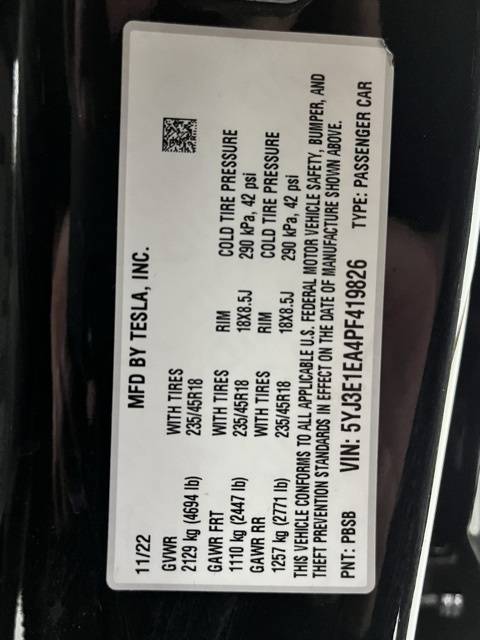 11/22 MFD BY TESLA, INC.
GVWR WITH TIRES
2129 kg (4694 lb) 235/45R18
GAWR FRT WITH TIRES RIM COLD TIRE PRESSURE
1110 kg (2447 lb) 235/45R18 18X8.5J 290 kPa, 42 psi
GAWR RR WITH TIRES RIM COLD TIRE PRESSURE
1257 kg (2771 lb) 235/45R18 18X8.5J 290 kPa, 42 psi
THIS VEHICLE CONFORMS TO ALL APPLICABLE U.S. FEDERAL MOTOR VEHICLE SAFETY, BUMPER, AND
THEFT PREVENTION STANDARDS IN EFFECT ON THE DATE OF MANUFACTURE SHOWN ABOVE.
PNT: PBSB VIN: 5YJ3E1EA4PF419826 TYPE: PASSENGER CAR